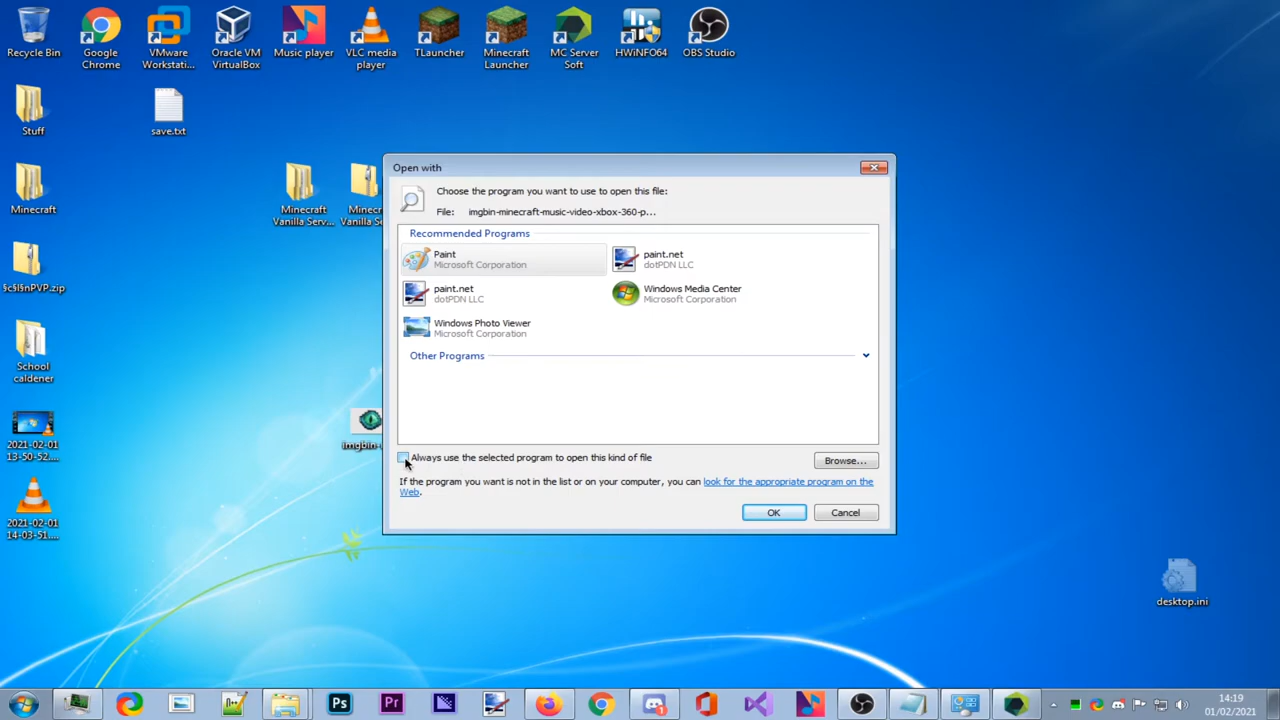 Recycle Bin
Google
Chrome
VMware
Workstati...
Oracle VM
VirtualBox
Music player
VLC media
player
TLauncher
Minecraft
Launcher
MC Server
Soft
HWiNFO64
OBS Studio
Stuff
save.txt
Minecraft
Minecraft
Vanilla Serv...
Minecr
Vanilla S
§c§l§nPVP.zip
School
caldener
2021-02-01
13-50-52....
imgbin-
2021-02-01
14-03-51....
desktop.ini
Open with
Choose the program you want to use to open this file:
File: imgbin-minecraft-music-video-xbox-360-p...
Recommended Programs
Paint
Microsoft Corporation
paint.net
dotPDN LLC
paint.net
dotPDN LLC
Windows Media Center
Microsoft Corporation
Windows Photo Viewer
Microsoft Corporation
Other Programs
Always use the selected program to open this kind of file
Browse...
If the program you want is not in the list or on your computer, you can look for the appropriate program on the
Web.
OK
Cancel
Ps
Pr
14:19
01/02/2021